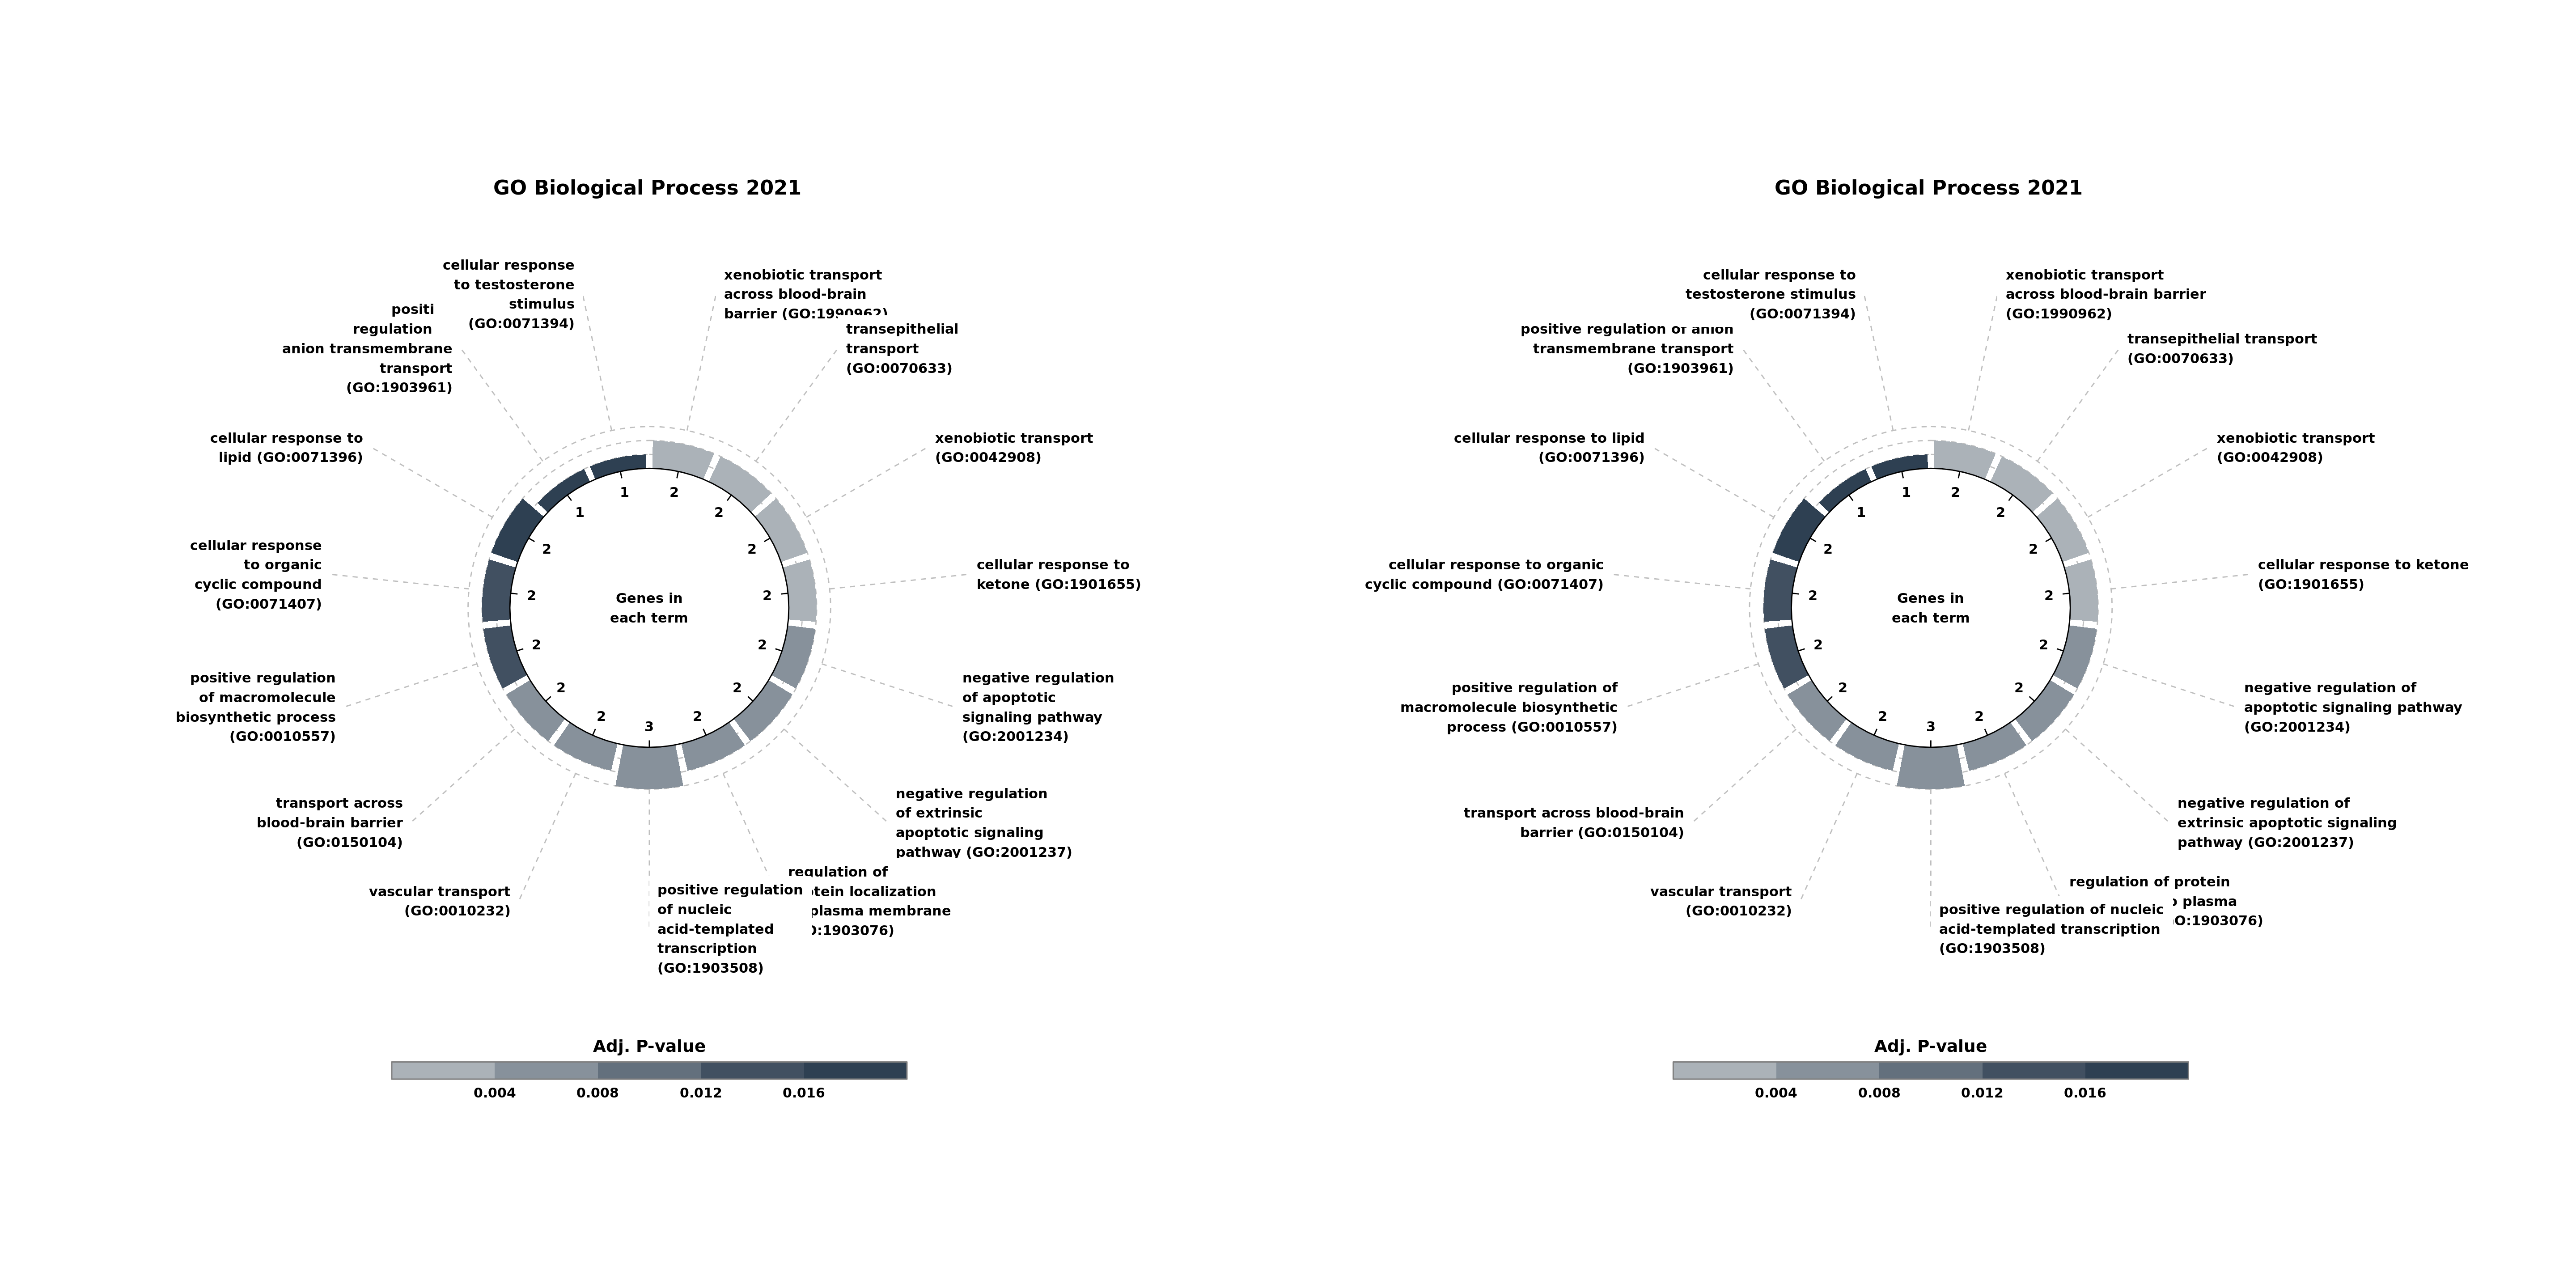 GO Biological Process 2021
cellular response
to testosterone
stimulus
(GO:0071394)
xenobiotic transport
across blood-brain
barrier (GO:1990962)
transepithelial
transport
(GO:0070633)
xenobiotic transport
(GO:0042908)
cellular response to
ketone (GO:1901655)
negative regulation
of apoptotic
signaling pathway
(GO:2001234)
negative regulation
of extrinsic
apoptotic signaling
pathway (GO:2001237)
regulation of
localization
plasma membrane
:1903076)
positive regulation
of nucleic
acid-templated
transcription
(GO:1903508)
vascular transport
(GO:0010232)
transport across
blood-brain barrier
(GO:0150104)
positive regulation
of macromolecule
biosynthetic process
(GO:0010557)
cellular response
to organic
cyclic compound
(GO:0071407)
cellular response to
lipid (GO:0071396)
positi
regulation
anion transmembrane
transport
(GO:1903961)
1
2
2
2
2
2
2
2
3
2
2
2
2
2
1
Genes in
each term
Adj. P-value
0.004
0.008
0.012
0.016
GO Biological Process 2021
cellular response to
testosterone stimulus
(GO:0071394)
xenobiotic transport
across blood-brain barrier
(GO:1990962)
transepithelial transport
(GO:0070633)
xenobiotic transport
(GO:0042908)
cellular response to ketone
(GO:1901655)
negative regulation of
apoptotic signaling pathway
(GO:2001234)
negative regulation of
extrinsic apoptotic signaling
pathway (GO:2001237)
regulation of protein
plasma
O:1903076)
positive regulation of nucleic
acid-templated transcription
(GO:1903508)
vascular transport
(GO:0010232)
transport across blood-brain
barrier (GO:0150104)
positive regulation of
macromolecule biosynthetic
process (GO:0010557)
cellular response to organic
cyclic compound (GO:0071407)
cellular response to lipid
(GO:0071396)
positive regulation of anion
transmembrane transport
(GO:1903961)
1
2
2
2
2
2
2
2
3
2
2
2
2
2
1
Genes in
each term
Adj. P-value
0.004
0.008
0.012
0.016